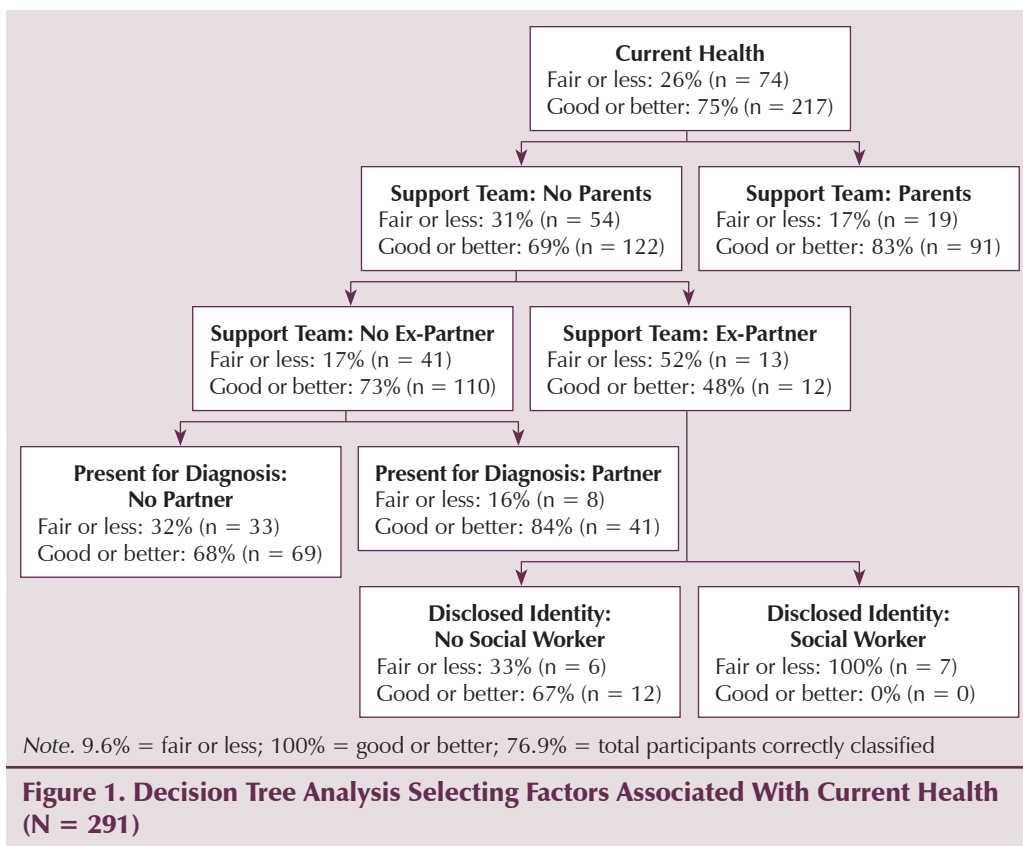 Current Health
Fair or less: 26% (n = 74)
Good or better: 75% (n = 217)
Support Team: No Parents
Fair or less: 31% (n = 54)
Good or better: 69% (n = 122)
Support Team: Parents
Fair or less: 17% (n = 19)
Good or better: 83% (n = 91)
Support Team: No Ex-Partner
Fair or less: 17% (n = 41)
Good or better: 73% (n = 110)
Support Team: Ex-Partner
Fair or less: 52% (n = 13)
Good or better: 48% (n = 12)
Present for Diagnosis:
No Partner
Fair or less: 32% (n = 33)
Good or better: 68% (n = 69)
Present for Diagnosis: Partner
Fair or less: 16% (n = 8)
Good or better: 84% (n = 41)
Disclosed Identity:
No Social Worker
Fair or less: 33% (n = 6)
Good or better: 67% (n = 12)
Disclosed Identity:
Social Worker
Fair or less: 100% (n = 7)
Good or better: 0% (n = 0)
Note. 9.6% = fair or less; 100% = good or better; 76.9% = total participants correctly classified
Figure 1. Decision Tree Analysis Selecting Factors Associated With Current Health
(N = 291)